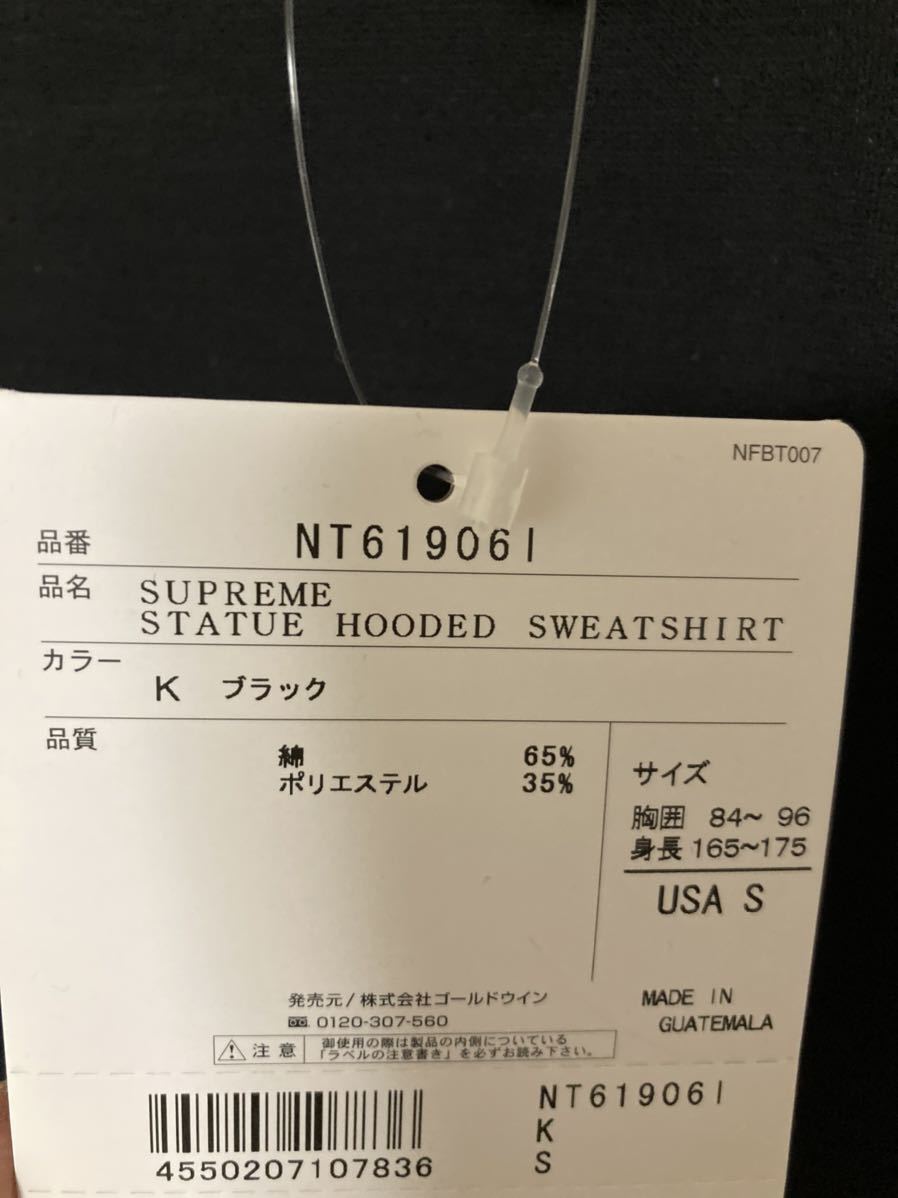 NFBT007
品番 NT61906I
品名 SUPREME
STATUE HOODED SWEATSHIRT
カラー
K ブラック
品質
綿 65%
ポリエステル 35%
サイズ
胸囲 84~ 96
身長 165~175
USA S
発売元/株式会社ゴールドウイン
0120-307-560
MADE IN
GUATEMALA
注意
御使用の際は製品の内側についている
「ラベルの注意書き」を必ずお読み下さい。
4550207107836
NT61906I
K
S